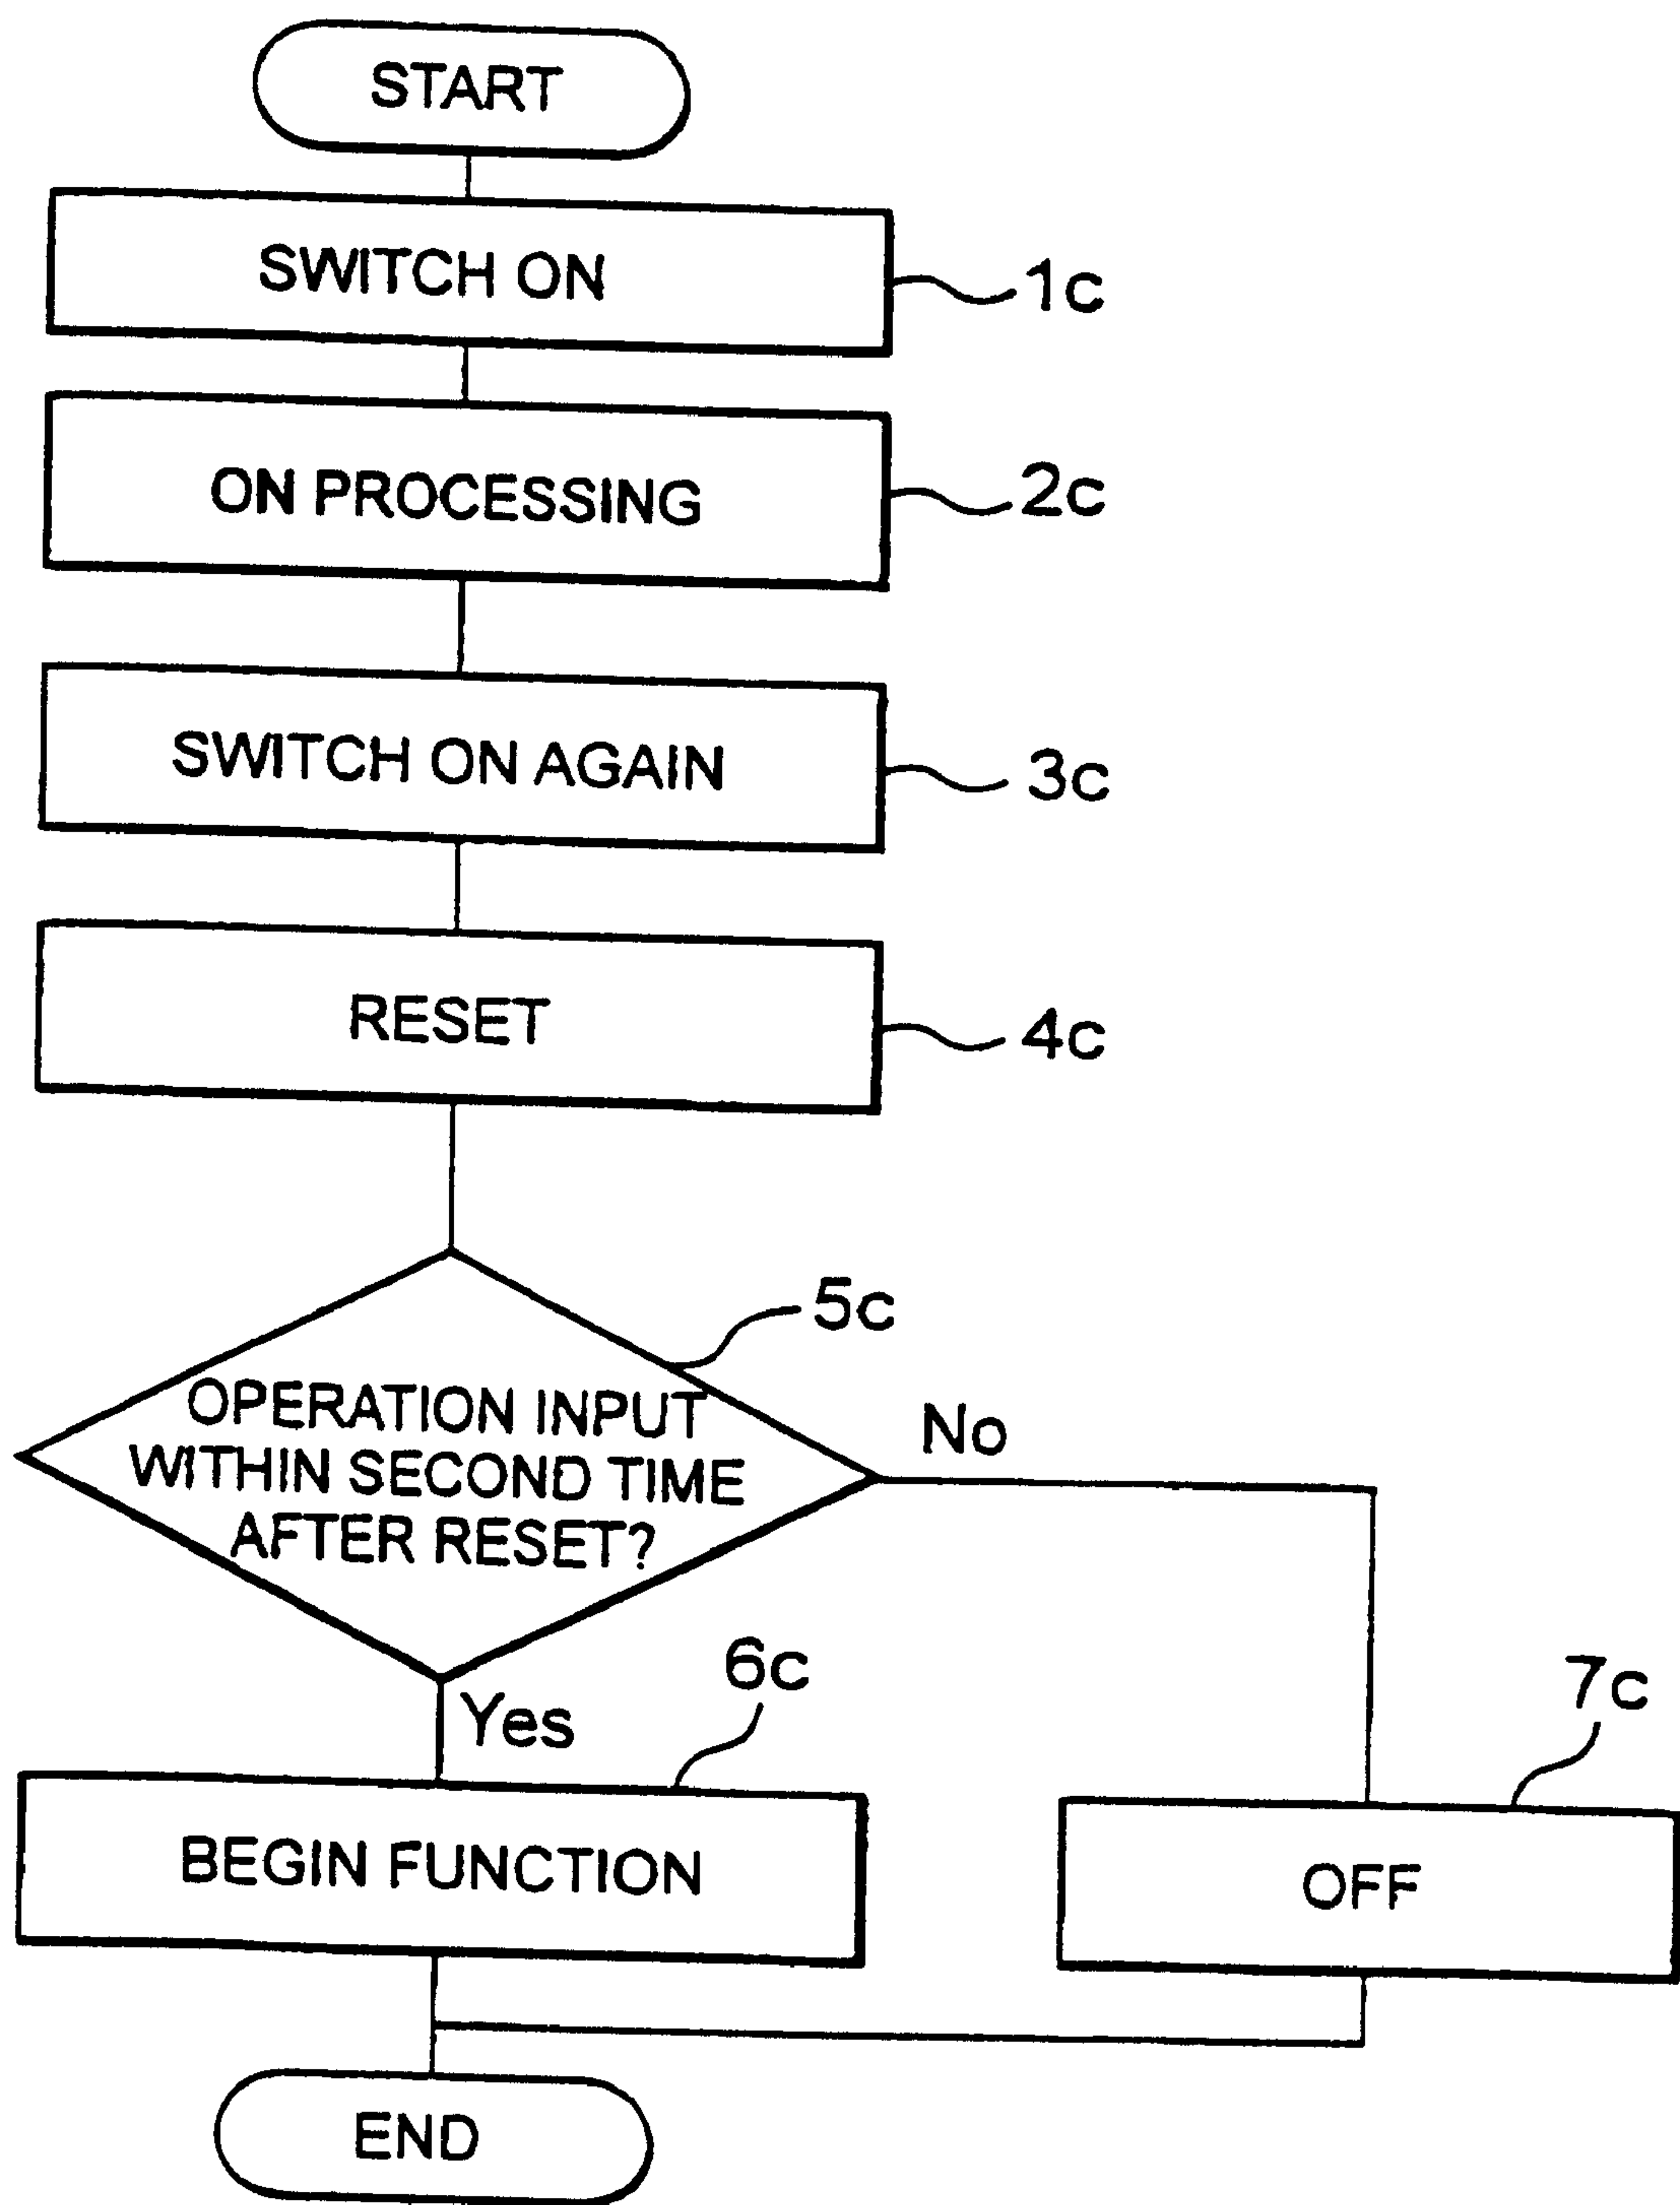 START
SWITCH ON
1c
ON PROCESSING
2c
SWITCH ON AGAIN
3c
RESET
4c
5c
OPERATION INPUT
WITHIN SECOND TIME
AFTER RESET?
No
Yes
6c
7c
BEGIN FUNCTION
OFF
END